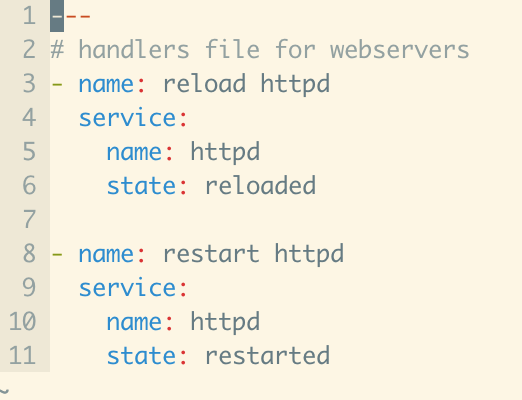 1 ---
2 # handlers file for webservers
3 - name: reload httpd
4   service:
5     name: httpd
6     state: reloaded
7
8 - name: restart httpd
9   service:
10     name: httpd
11     state: restarted
~